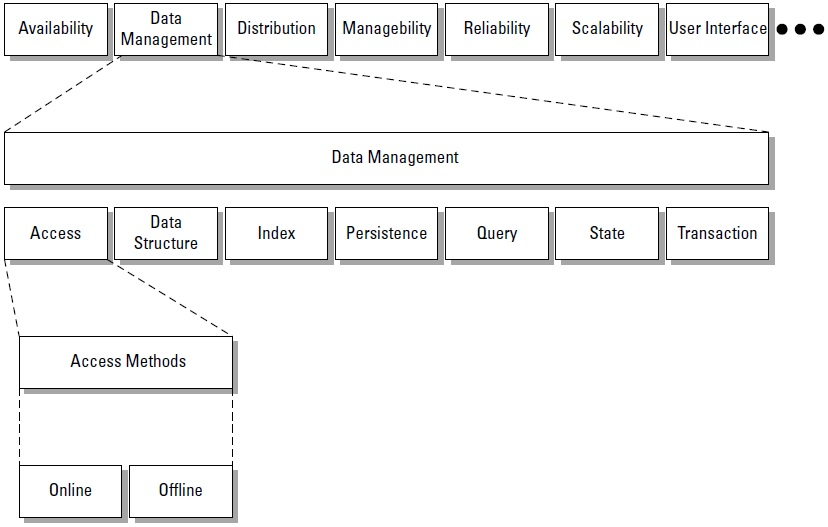 Availability
Data
Management
Distribution
Managebility
Reliability
Scalability
User Interface
Data Management
Access
Data
Structure
Index
Persistence
Query
State
Transaction
Access Methods
Online
Offline